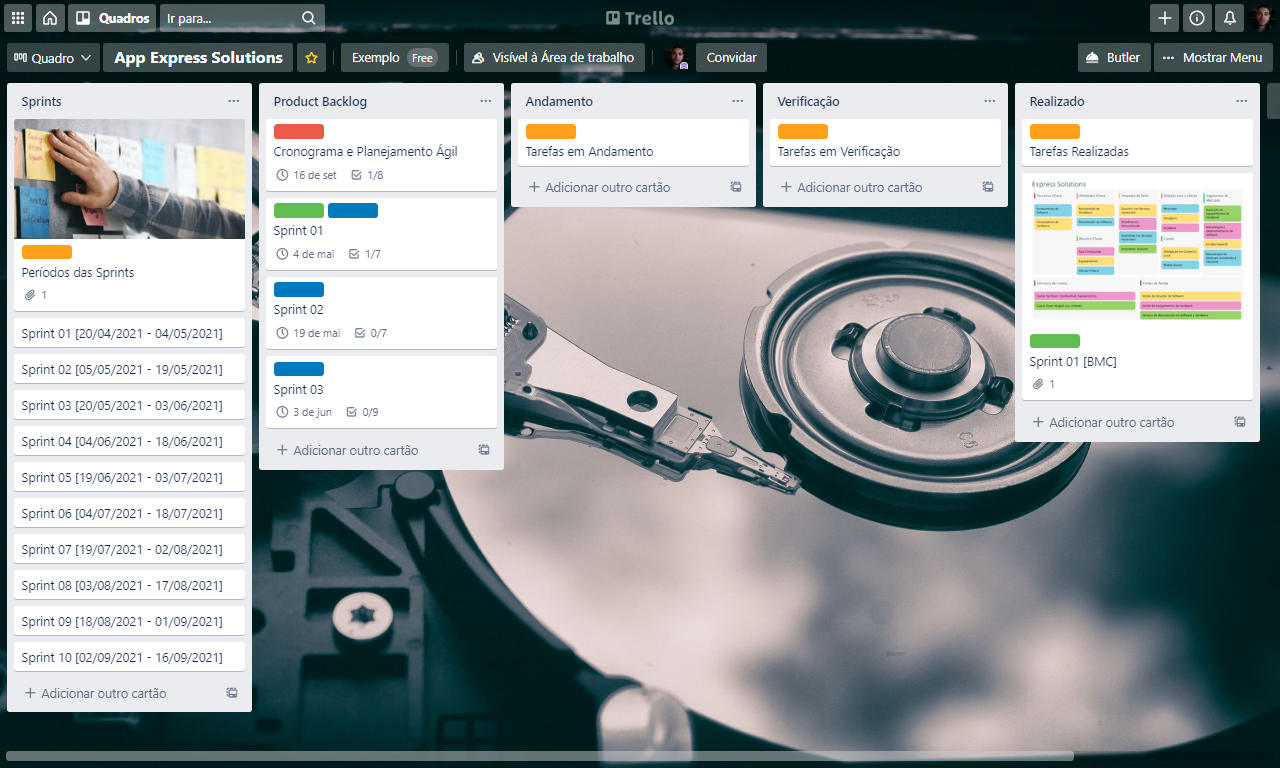 Quadros
Ir para...
Trello
Quadro
App Express Solutions
Exemplo
Free
Visível à Área de trabalho
Convidar
Butler
Mostrar Menu
Sprints
Períodos das Sprints
1
Sprint 01 [20/04/2021 - 04/05/2021]
Sprint 02 [05/05/2021 - 19/05/2021]
Sprint 03 [20/05/2021 - 03/06/2021]
Sprint 04 [04/06/2021 - 18/06/2021]
Sprint 05 [19/06/2021 - 03/07/2021]
Sprint 06 [04/07/2021 - 18/07/2021]
Sprint 07 [19/07/2021 - 02/08/2021]
Sprint 08 [03/08/2021 - 17/08/2021]
Sprint 09 [18/08/2021 - 01/09/2021]
Sprint 10 [02/09/2021 - 16/09/2021]
Adicionar outro cartão
Product Backlog
Cronograma e Planejamento Ágil
16 de set 1/8
Sprint 01
4 de mai 1/7
Sprint 02
19 de mai 0/7
Sprint 03
3 de jun 0/9
Adicionar outro cartão
Andamento
Tarefas em Andamento
Adicionar outro cartão
Verificação
Tarefas em Verificação
Adicionar outro cartão
Realizado
Tarefas Realizadas
Express Solutions
Sprint 01 [BMC]
1
Adicionar outro cartão